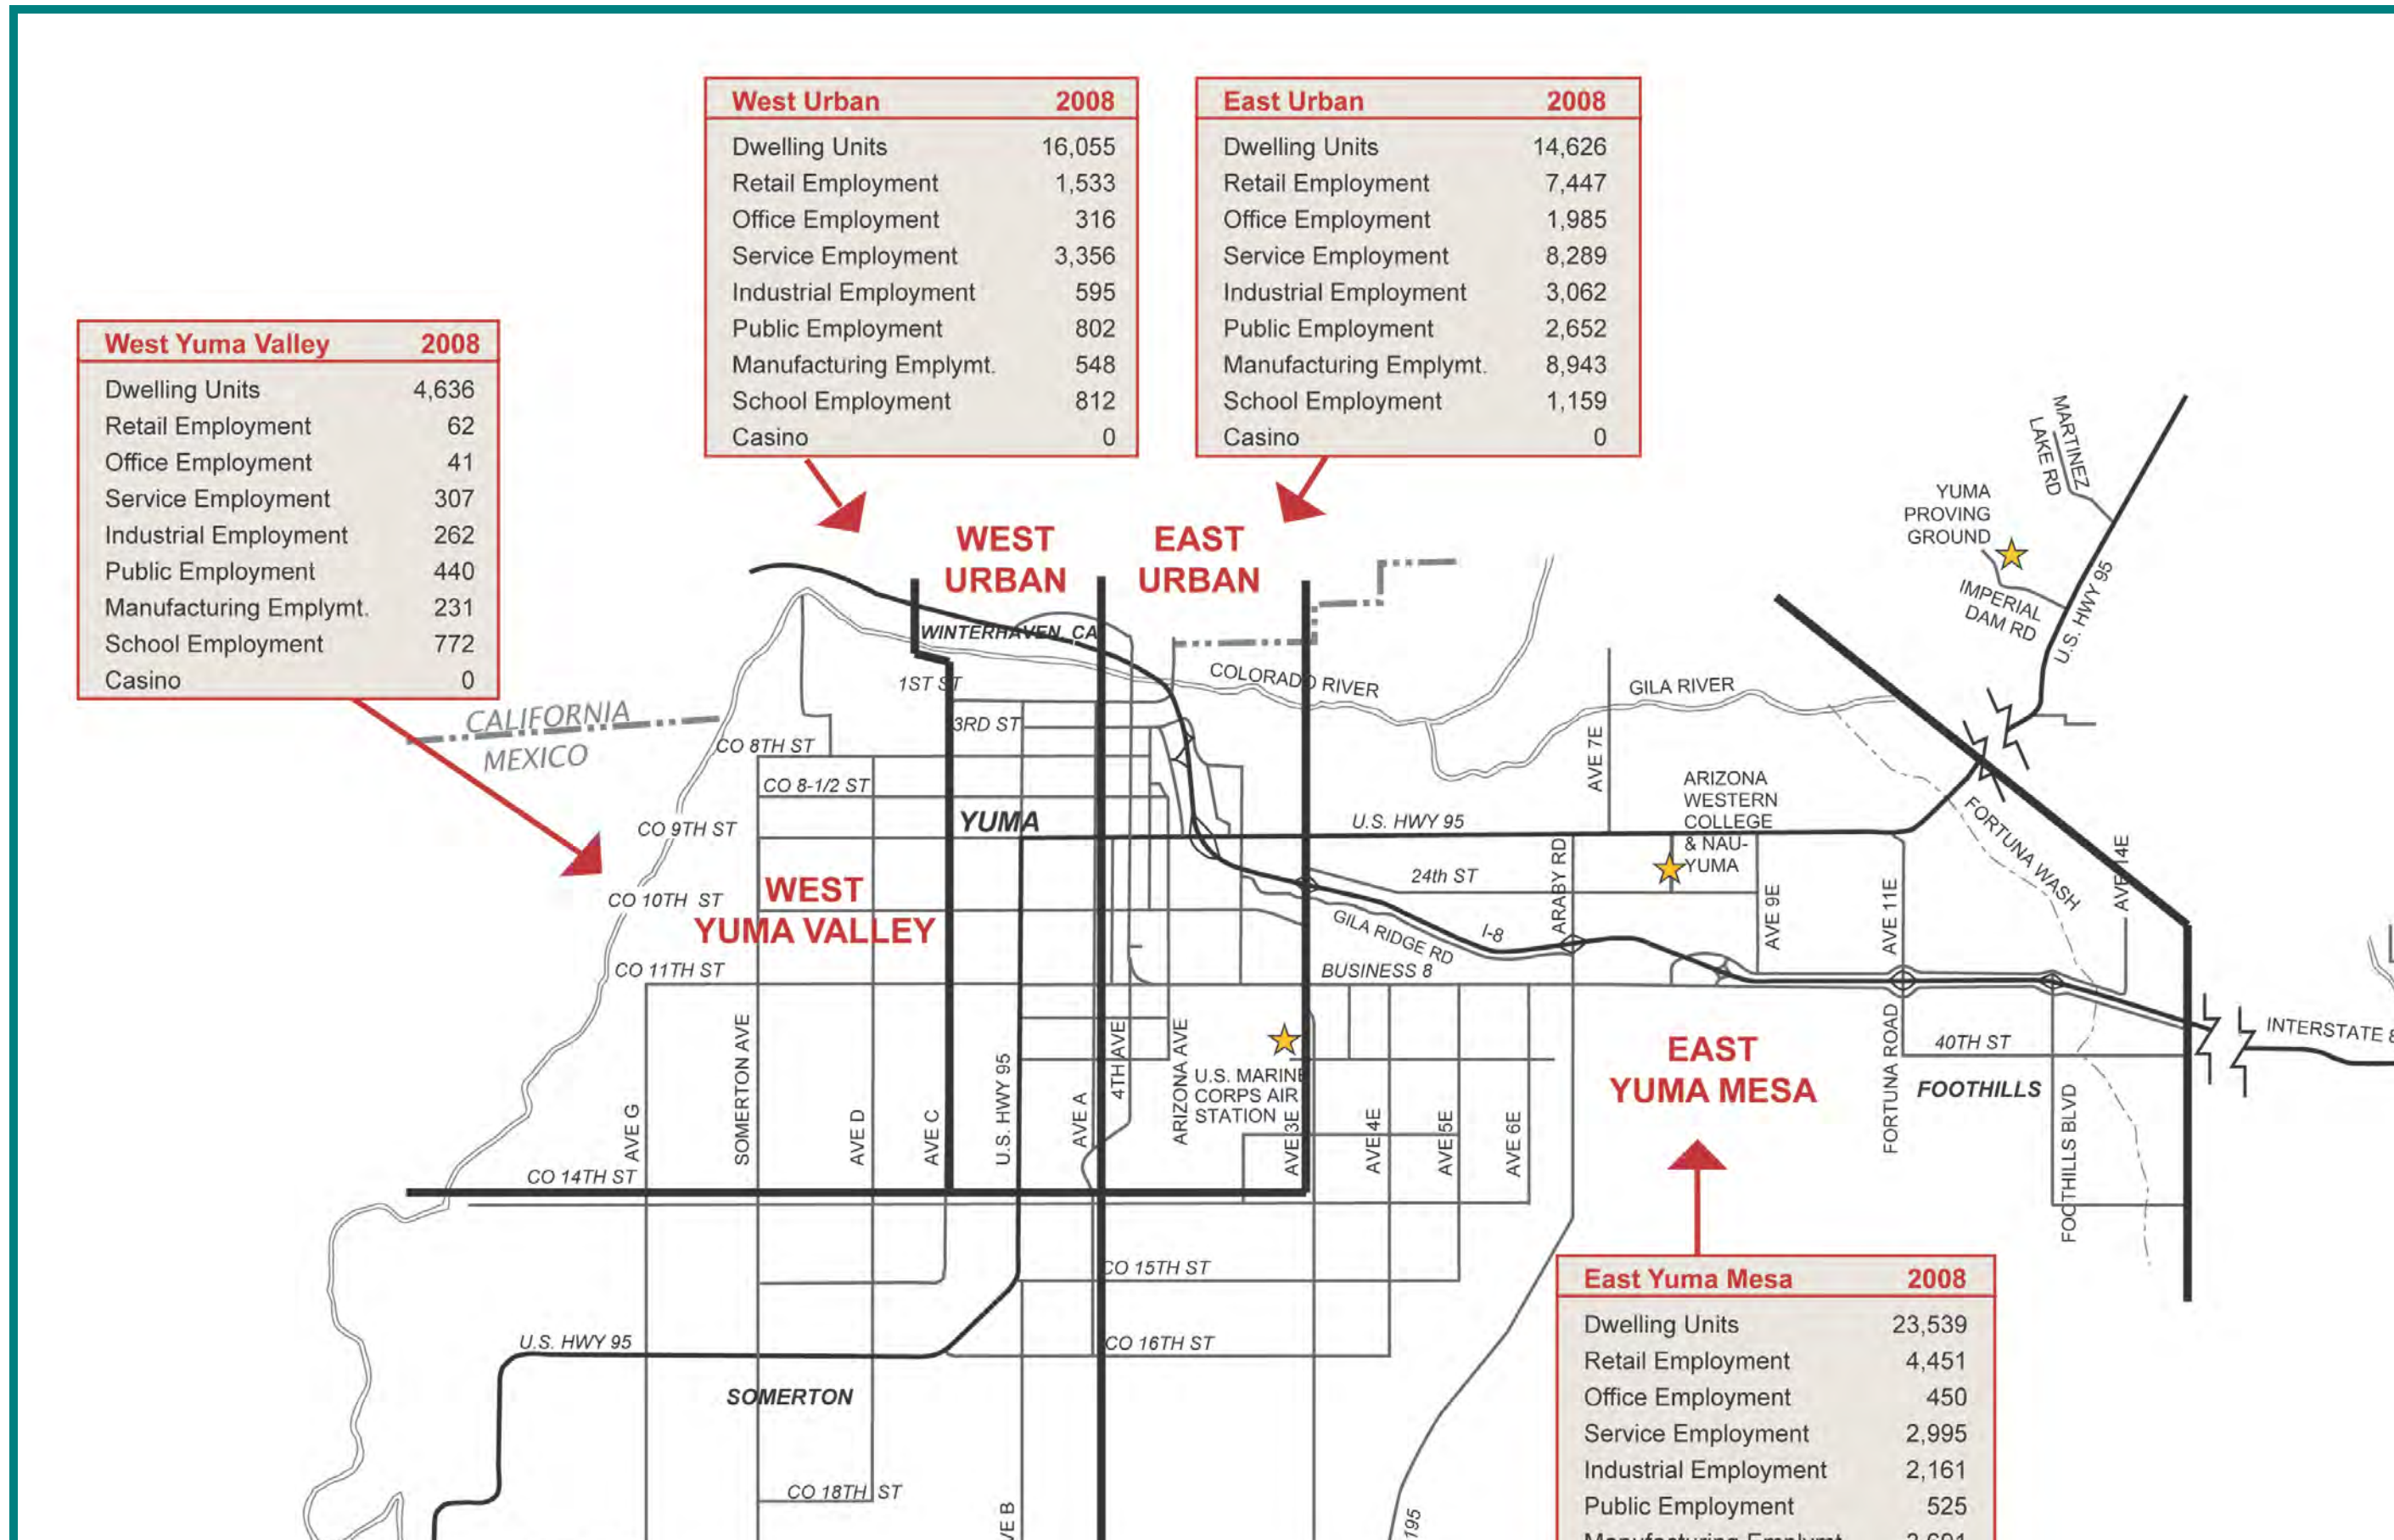 West Urban 2008
Dwelling Units 16,055
Retail Employment 1,533
Office Employment 316
Service Employment 3,356
Industrial Employment 595
Public Employment 802
Manufacturing Emplymt. 548
School Employment 812
Casino 0
East Urban 2008
Dwelling Units 14,626
Retail Employment 7,447
Office Employment 1,985
Service Employment 8,289
Industrial Employment 3,062
Public Employment 2,652
Manufacturing Emplymt. 8,943
School Employment 1,159
Casino 0
West Yuma Valley 2008
Dwelling Units 4,636
Retail Employment 62
Office Employment 41
Service Employment 307
Industrial Employment 262
Public Employment 440
Manufacturing Emplymt. 231
School Employment 772
Casino 0
MARTINEZ
LAKE RD
YUMA
PROVING
GROUND
IMPERIAL
DAM RD
U.S. HWY 95
WEST
URBAN
EAST
URBAN
WINTERHAVEN, CA
COLORADO RIVER
GILA RIVER
1ST ST
3RD ST
CALIFORNIA
MEXICO
CO 8TH ST
CO 8-1/2 ST
AVE 7E
ARIZONA
WESTERN
COLLEGE
& NAU-
YUMA
CO 9TH ST
YUMA
U.S. HWY 95
FORTUNA WASH
AVE 14E
24th ST
ARABY RD
AVE 9E
AVE 11E
CO 10TH ST
WEST
YUMA VALLEY
GILA RIDGE RD
I-8
CO 11TH ST
BUSINESS 8
INTERSTATE
40TH ST
EAST
YUMA MESA
FOOTHILLS
FORTUNA ROAD
FOOTHILLS BLVD
U.S. MARINE
CORPS AIR
STATION
AVE G
SOMERTON AVE
AVE D
AVE C
U.S. HWY 95
AVE A
4TH AVE
ARIZONA AVE
AVE 3E
AVE 4E
AVE 5E
AVE 6E
CO 14TH ST
CO 15TH ST
U.S. HWY 95
CO 16TH ST
SOMERTON
CO 18TH ST
195
East Yuma Mesa 2008
Dwelling Units 23,539
Retail Employment 4,451
Office Employment 450
Service Employment 2,995
Industrial Employment 2,161
Public Employment 525